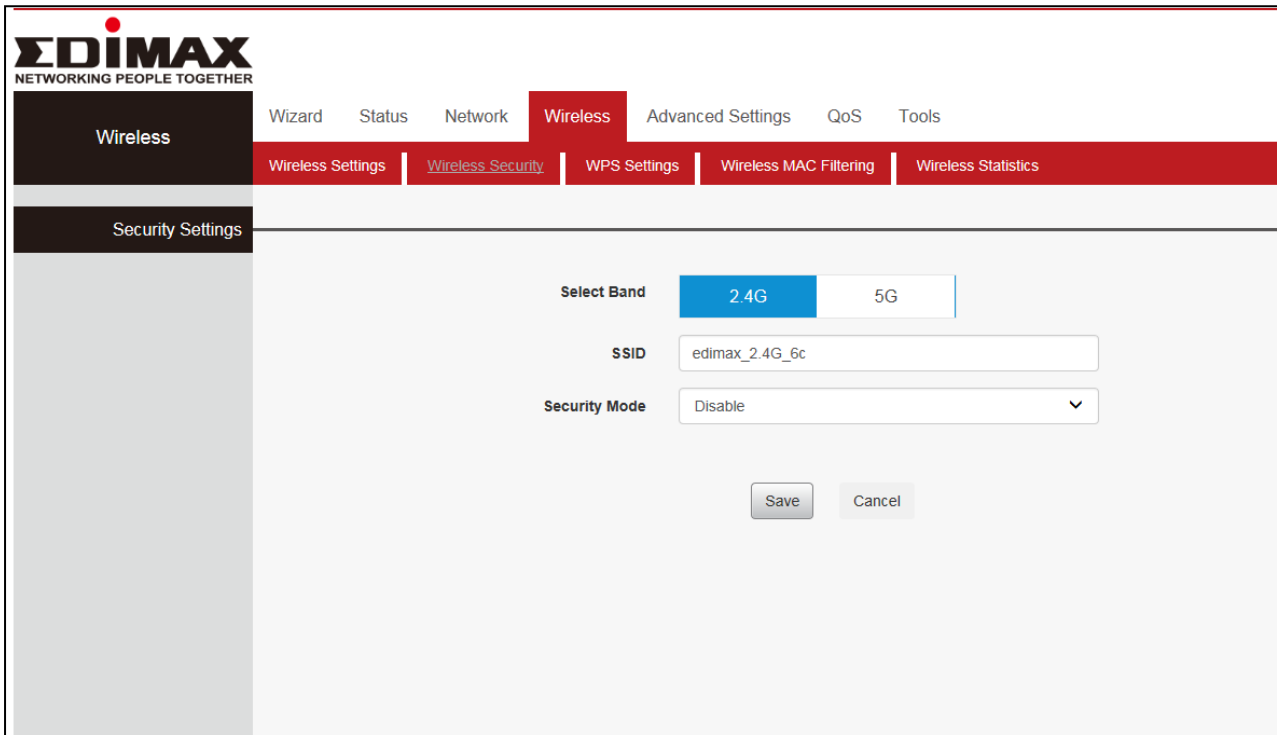 EDIMAX
NETWORKING PEOPLE TOGETHER
Wireless
Wizard Status Network Wireless Advanced Settings QoS Tools
Wireless Settings Wireless Security WPS Settings Wireless MAC Filtering Wireless Statistics
Security Settings
Select Band 2.4G 5G
SSID edimax_2.4G_6c
Security Mode Disable
Save Cancel